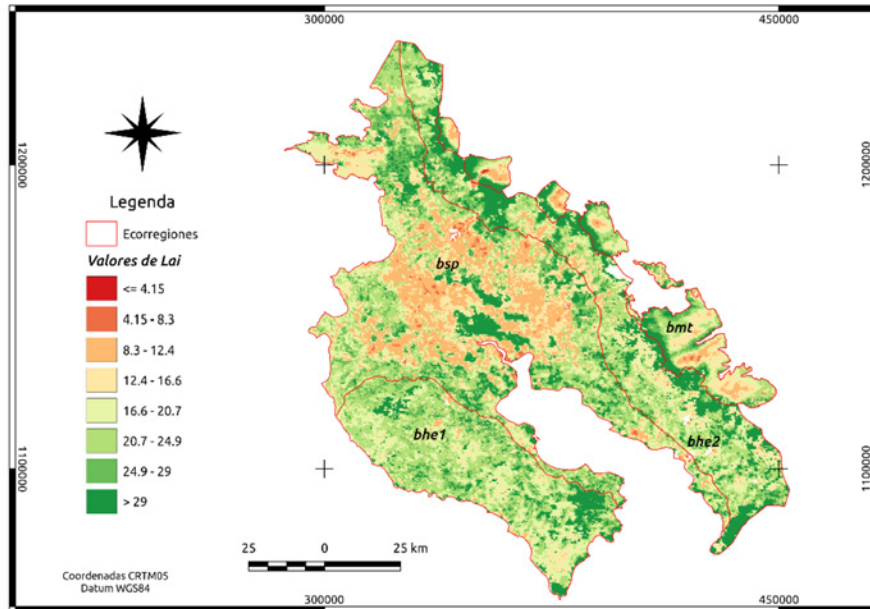 300000
450000
1200000
1200000
Legenda
Ecorregiones
Valores de Lai
<= 4.15
4.15 - 8.3
8.3 - 12.4
12.4 - 16.6
16.6 - 20.7
20.7 - 24.9
24.9 - 29
> 29
bsp
bmt
bhe1
bhe2
1100000
1100000
25 0 25 km
Coordenadas CRTM05
Datum WGS84
300000
450000